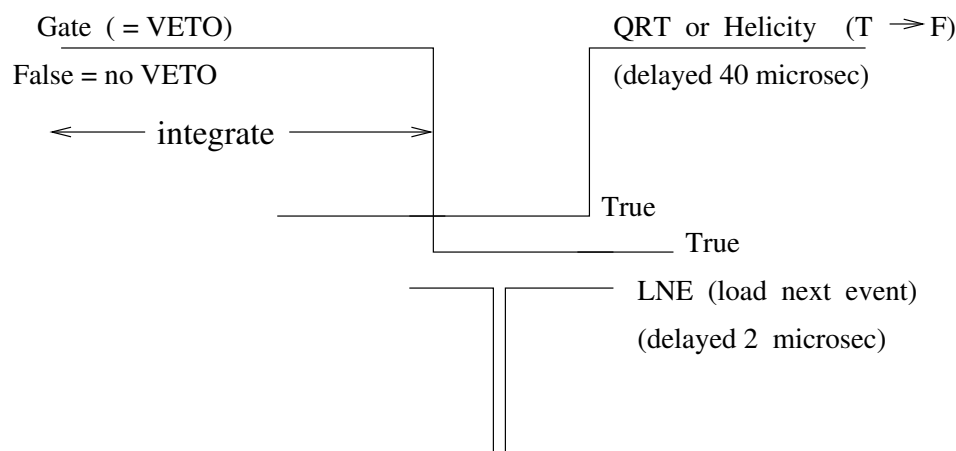 Gate ( = VETO)
False = no VETO
integrate
QRT or Helicity (T → F)
(delayed 40 microsec)
True
True
LNE (load next event)
(delayed 2 microsec)